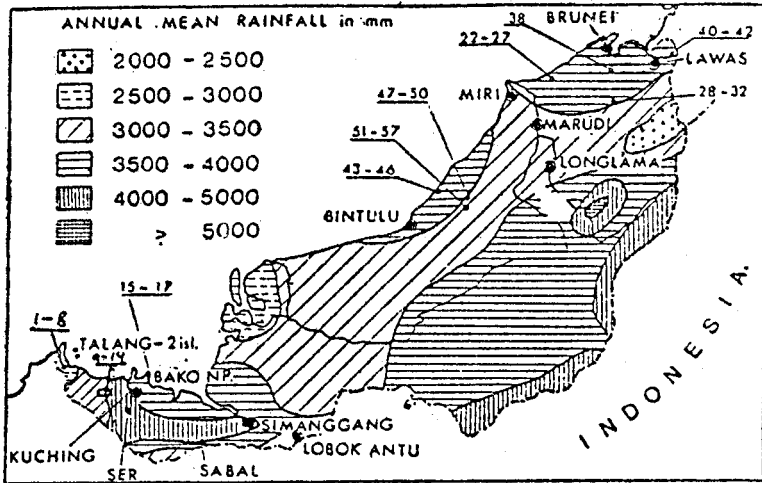 ANNUAL MEAN RAINFALL in mm
2000 - 2500
2500 - 3000
3000 - 3500
3500 - 4000
4000 - 5000
> 5000
38
BRUNEI
40-42
22-27
LAWAS
MIRI
28-32
47-50
MARUDI
51-57
LONGLAMA
43-46
BINTULU
15-17
1-8
TALANG-2isl.
9-14
BAKO NP.
SIMANGGANG
KUCHING
LOBOK ANTU
SER
SABAL
INDONESIA.